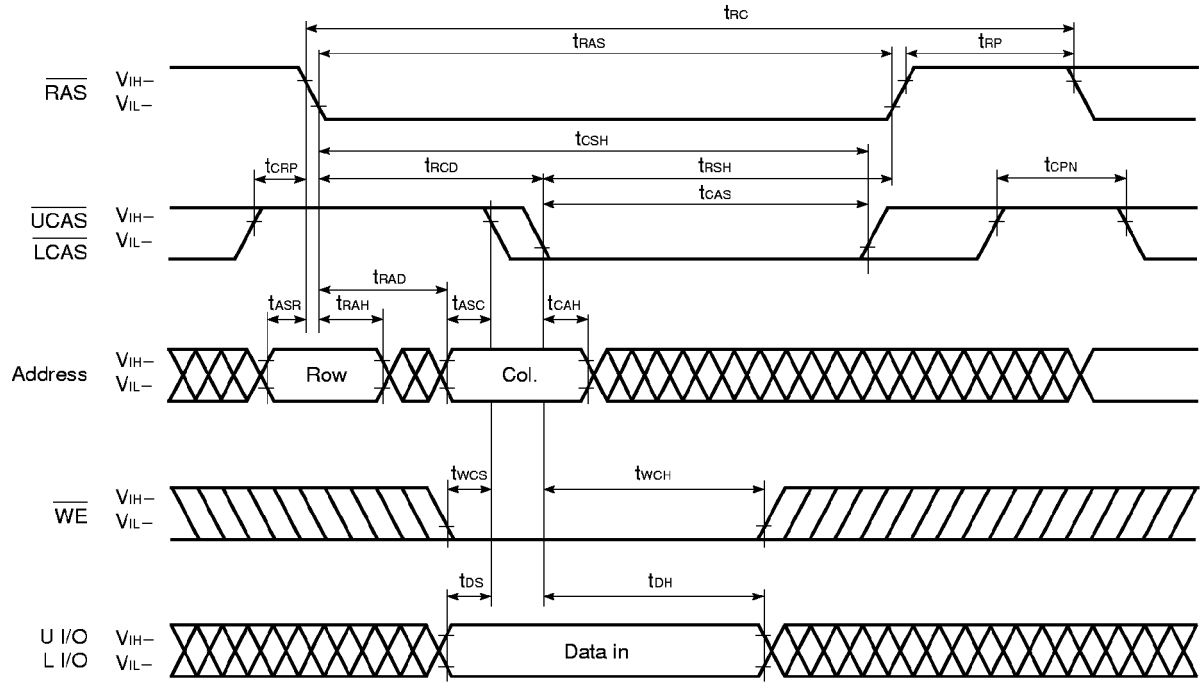 tRC
tRAS tRP
RAS VIH–
VIL–
tCSH
tCRP tRCD tRSH tCPN
tCAS
UCAS VIH–
LCAS VIL–
tRAD
tASR tRAH tASC tCAH
Address VIH– Row Col.
VIL–
tWCS tWCH
WE VIH–
VIL–
tDS tDH
U I/O VIH– Data in
L I/O VIL–